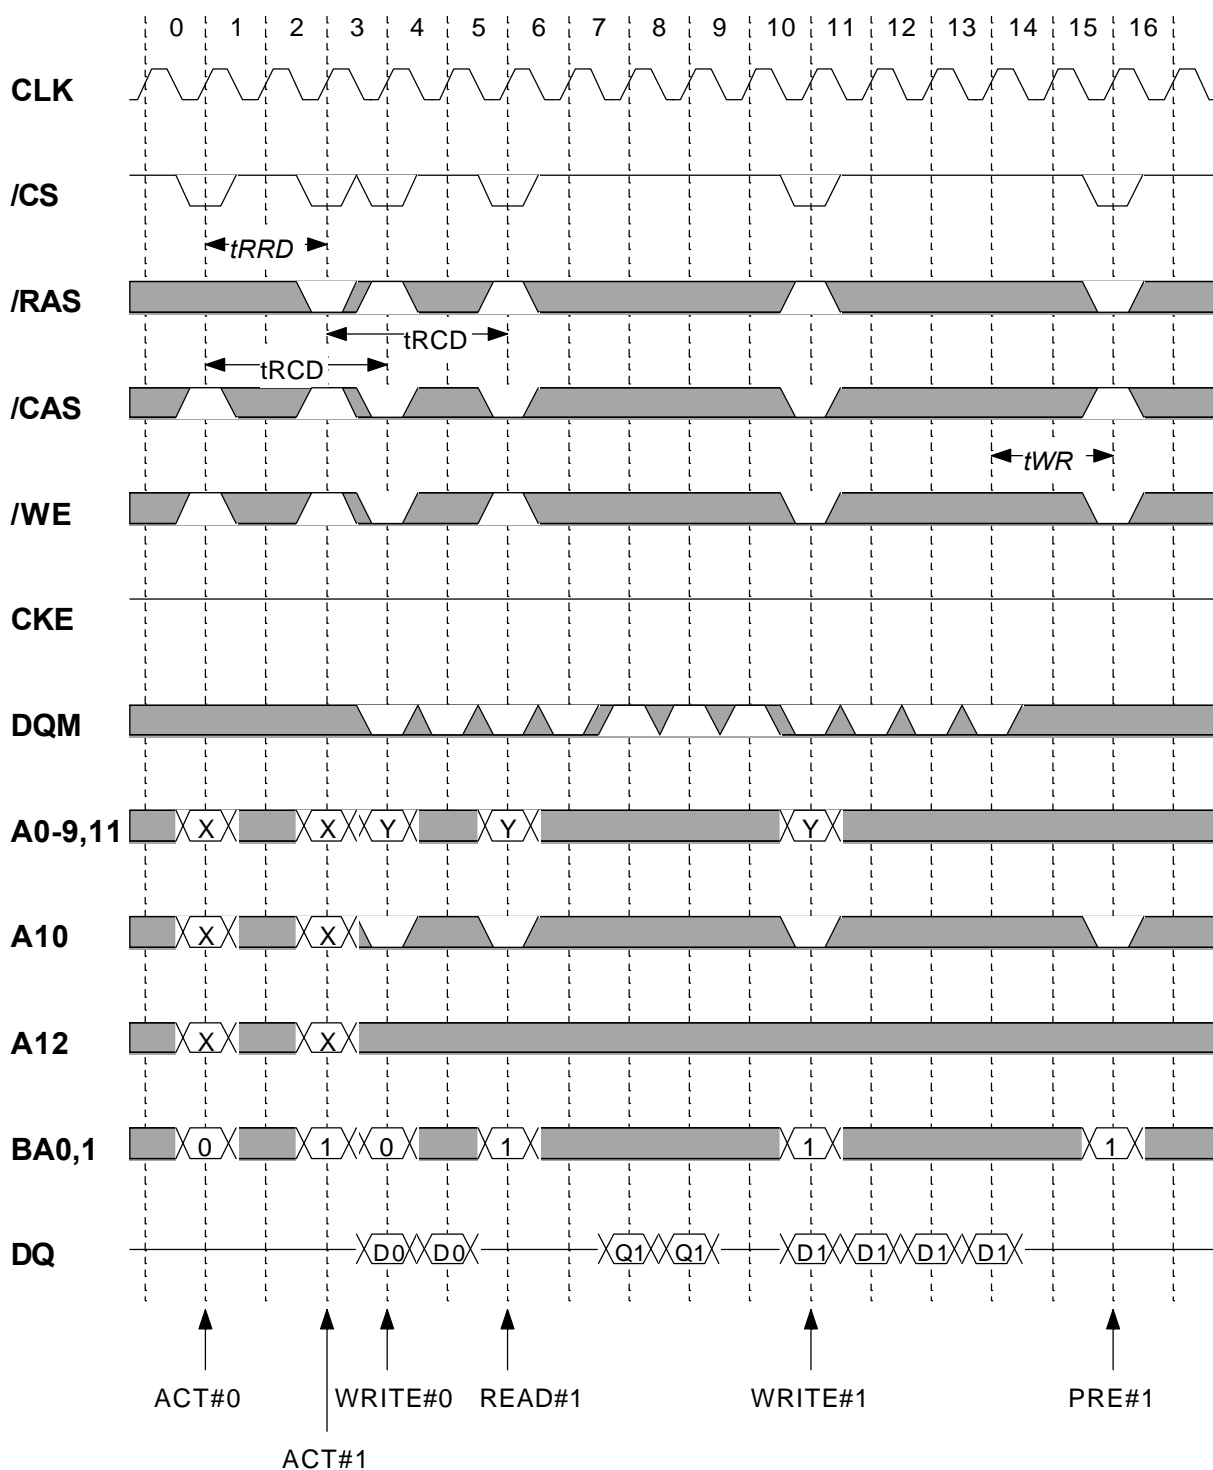 0 1 2 3 4 5 6 7 8 9 10 11 12 13 14 15 16
CLK
/CS
tRRD
/RAS
tRCD
tRCD
/CAS
tWR
/WE
CKE
DQM
A0-9,11 X X Y Y Y
A10 X X
A12 X X
BA0,1 0 1 0 1 1 1
DQ D0 D0 Q1 Q1 D1 D1 D1 D1
ACT#0 WRITE#0 READ#1 WRITE#1 PRE#1
ACT#1